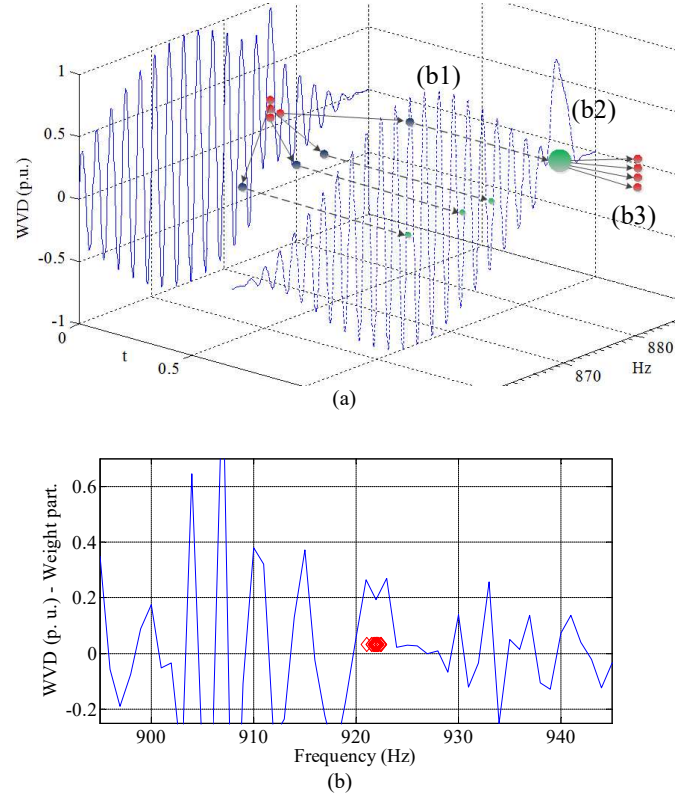 (b1)
(b2)
(b3)
WVD (p.u.)
1
0.5
0
-0.5
-1
0
t
0.5
870
880
Hz
(a)
WVD (p. u.) - Weight part.
0.6
0.4
0.2
0
-0.2
900 910 920 930 940
Frequency (Hz)
(b)